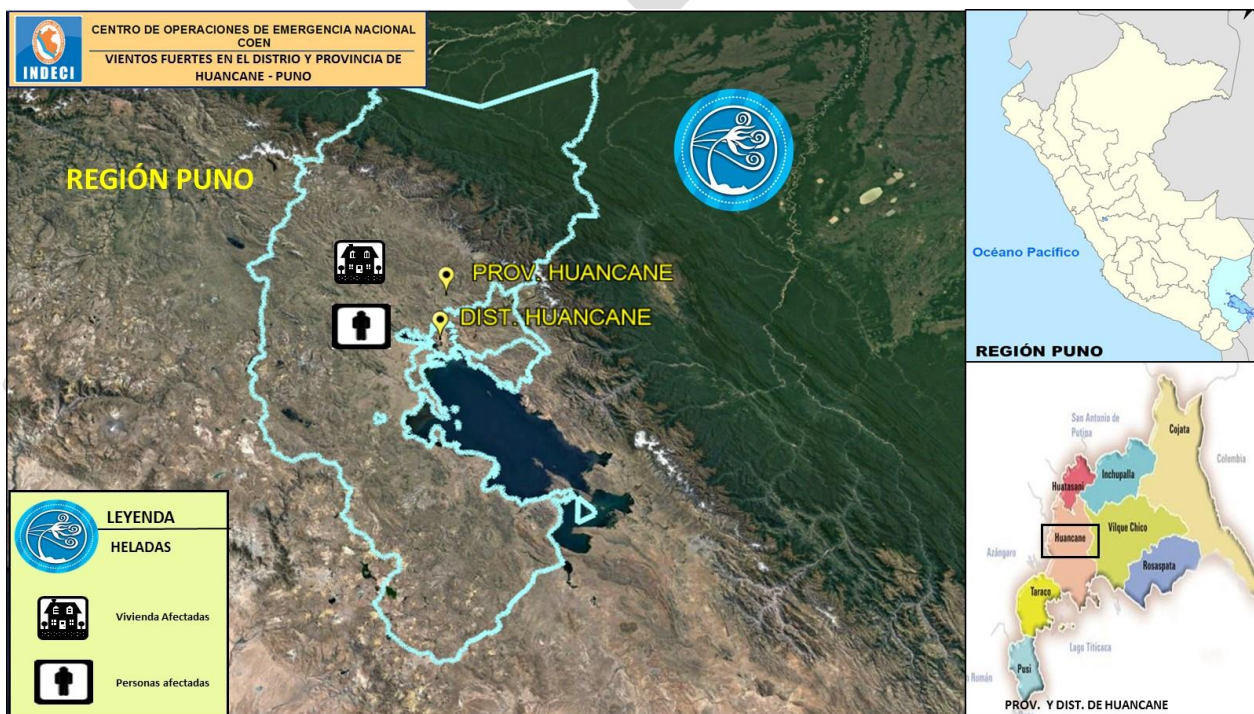 CENTRO DE OPERACIONES DE EMERGENCIA NACIONAL
COEN
VIENTOS FUERTES EN EL DISTRIO Y PROVINCIA DE
HUANCANE - PUNO
INDECI
REGIÓN PUNO
PROV. HUANCANE
DIST. HUANCANE
LEYENDA
HELADAS
Vivienda Afectadas
Personas afectadas
Océano Pacífico
REGIÓN PUNO
San Antonio de
Putina
Cojata
Colombia
Inchupalla
Huatasani
Vilque Chico
Huancane
Azángaro
Rosaspata
Taraco
Lago Titicaca
Pusi
Román
PROV. Y DIST. DE HUANCANE